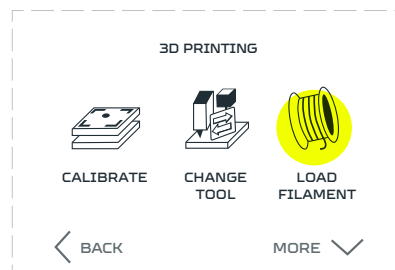 3D PRINTING
CALIBRATE
CHANGE
TOOL
LOAD
FILAMENT
BACK
MORE